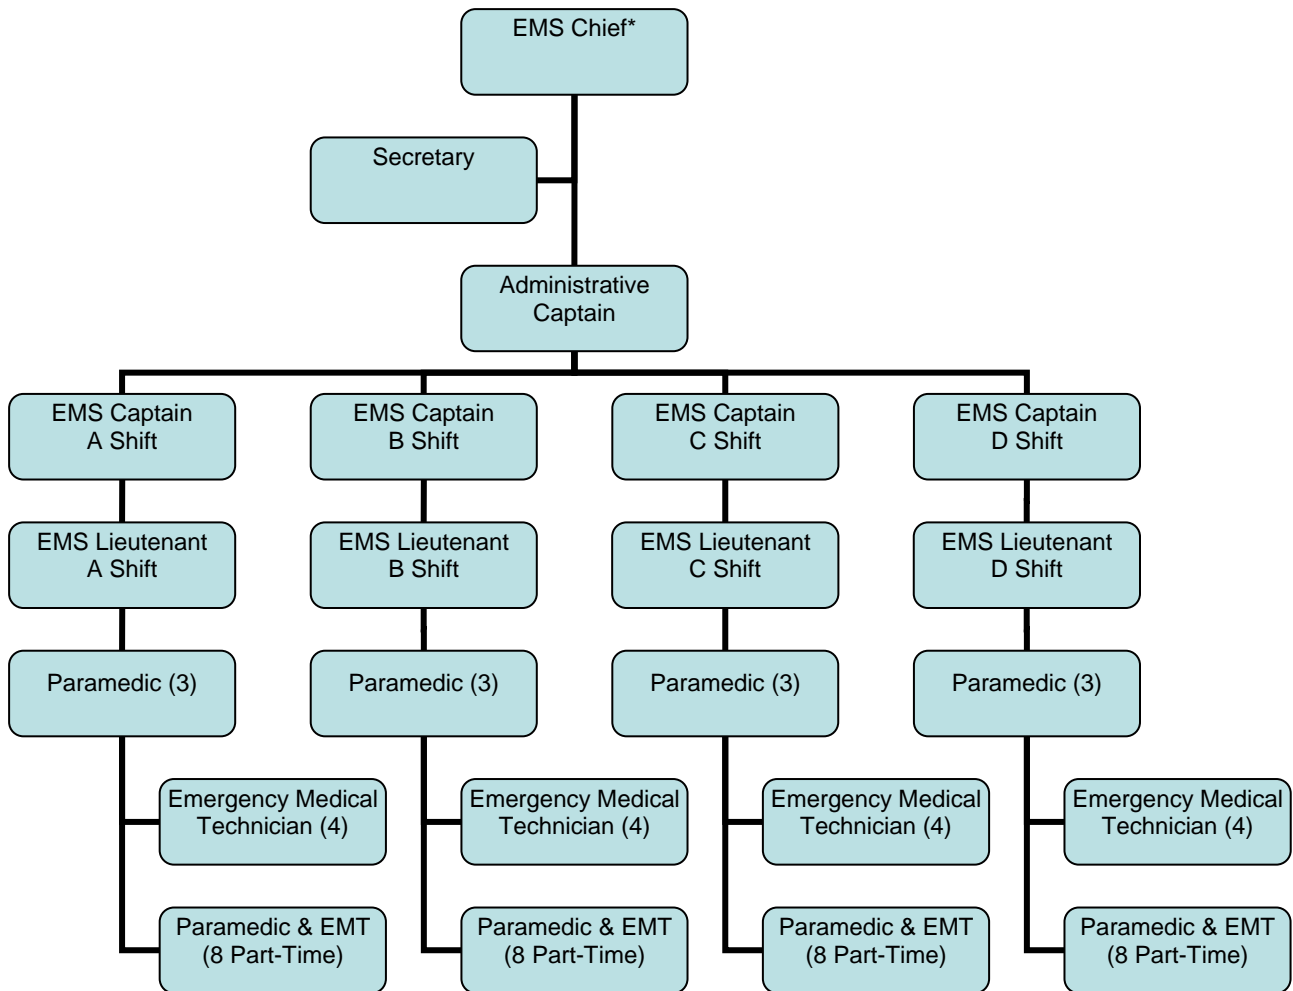 EMS Chief*
Secretary
Administrative
Captain
EMS Captain
A Shift
EMS Captain
B Shift
EMS Captain
C Shift
EMS Captain
D Shift
EMS Lieutenant
A Shift
EMS Lieutenant
B Shift
EMS Lieutenant
C Shift
EMS Lieutenant
D Shift
Paramedic (3)
Paramedic (3)
Paramedic (3)
Paramedic (3)
Emergency Medical
Technician (4)
Emergency Medical
Technician (4)
Emergency Medical
Technician (4)
Emergency Medical
Technician (4)
Paramedic & EMT
(8 Part-Time)
Paramedic & EMT
(8 Part-Time)
Paramedic & EMT
(8 Part-Time)
Paramedic & EMT
(8 Part-Time)